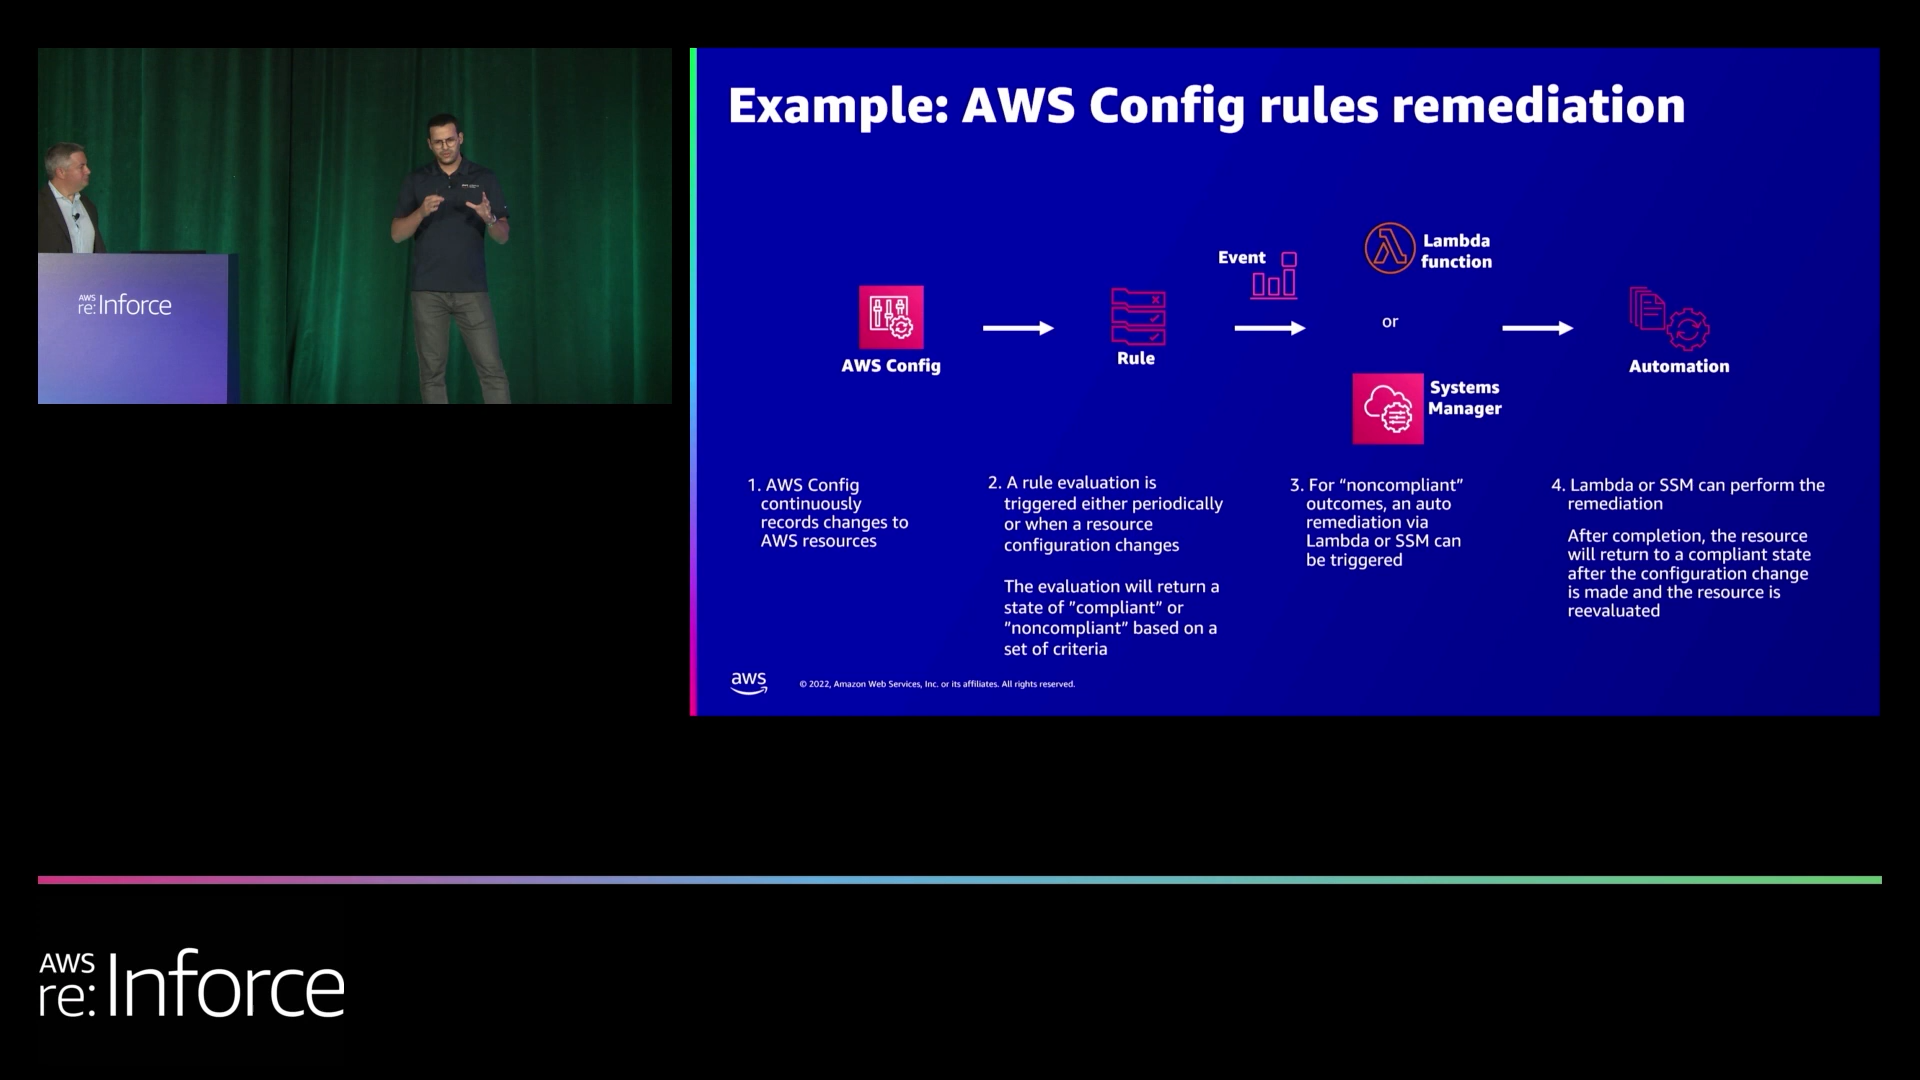 AWS
re:Inforce
Example: AWS Config rules remediation
Event
Lambda
function
or
AWS Config
Rule
Systems
Manager
Automation
1. AWS Config
continuously
records changes to
AWS resources
2. A rule evaluation is
triggered either periodically
or when a resource
configuration changes
The evaluation will return a
state of "compliant" or
"noncompliant" based on a
set of criteria
3. For “noncompliant”
outcomes, an auto
remediation via
Lambda or SSM can
be triggered
4. Lambda or SSM can perform the
remediation
After completion, the resource
will return to a compliant state
after the configuration change
is made and the resource is
reevaluated
aws
© 2022, Amazon Web Services, Inc. or its affiliates. All rights reserved.
AWS
re:Inforce